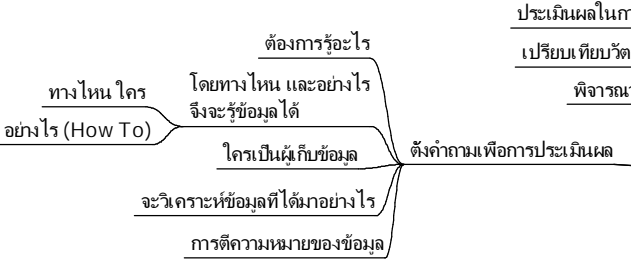 ประเมินผลในกา
เปรียบเทียบวัต
พิจารณา
ต้องการรู้อะไร
โดยทางไหน และอย่างไร
จึงจะรู้ข้อมูลได้
ทางไหน ใคร
อย่างไร (How To)
ใครเป็นผู้เก็บข้อมูล
ตั้งคำถามเพื่อการประเมินผล
จะวิเคราะห์ข้อมูลที่ได้มาอย่างไร
การตีความหมายของข้อมูล